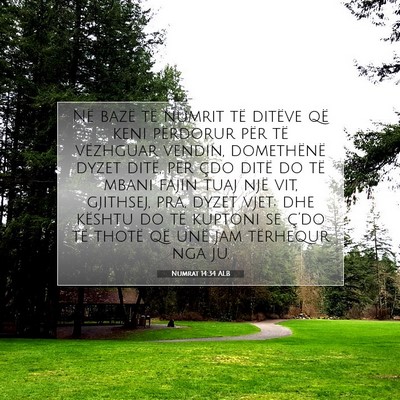 NË BAZË TË NUMRIT TË DITËVE QË
KENI PËRDORUR PËR TË
VËZHGUAR VENDIN, DOMETHËNË
DYZET DITË, PËR ÇDO DITË DO TË
MBANI FAJIN TUAJ NJË VIT,
GJITHSEJ, PRA, DYZET VJET; DHE
KËSHTU DO TË KUPTONI SE Ç'DO
TË THOTË QË UNË JAM TËRHEQUR
NGA JU.
NUMRAT 14:34 ALB